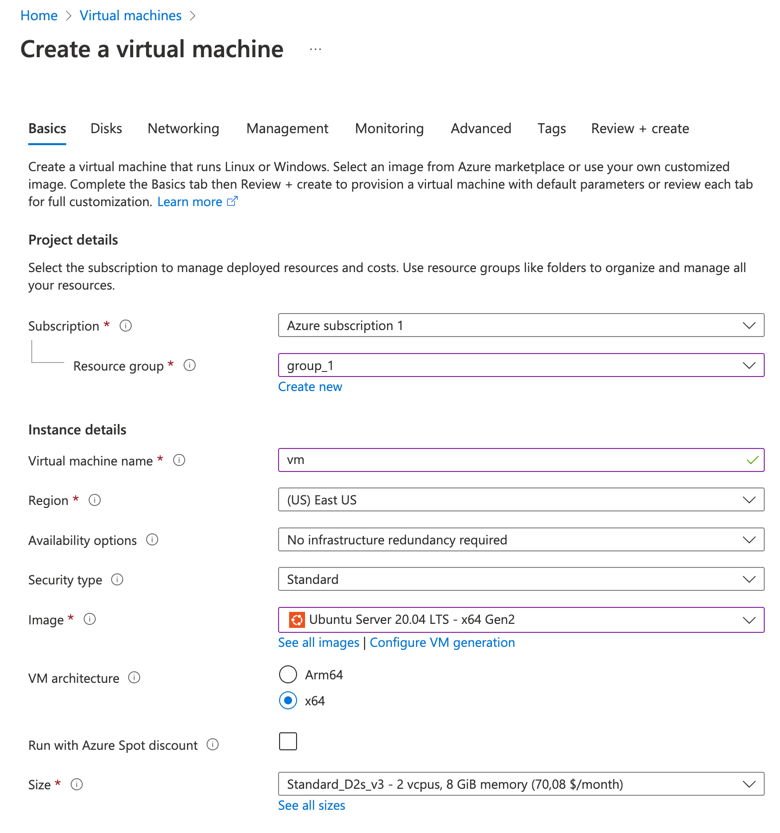 Home > Virtual machines >
Create a virtual machine ...
Basics Disks Networking Management Monitoring Advanced Tags Review + create
Create a virtual machine that runs Linux or Windows. Select an image from Azure marketplace or use your own customized
image. Complete the Basics tab then Review + create to provision a virtual machine with default parameters or review each tab
for full customization. Learn more
Project details
Select the subscription to manage deployed resources and costs. Use resource groups like folders to organize and manage all
your resources.
Subscription * Azure subscription 1
Resource group * group_1
Create new
Instance details
Virtual machine name * vm
Region * (US) East US
Availability options No infrastructure redundancy required
Security type Standard
Image * Ubuntu Server 20.04 LTS - x64 Gen2
See all images | Configure VM generation
VM architecture Arm64
x64
Run with Azure Spot discount
Size * Standard_D2s_v3 - 2 vcpus, 8 GiB memory (70,08 $/month)
See all sizes